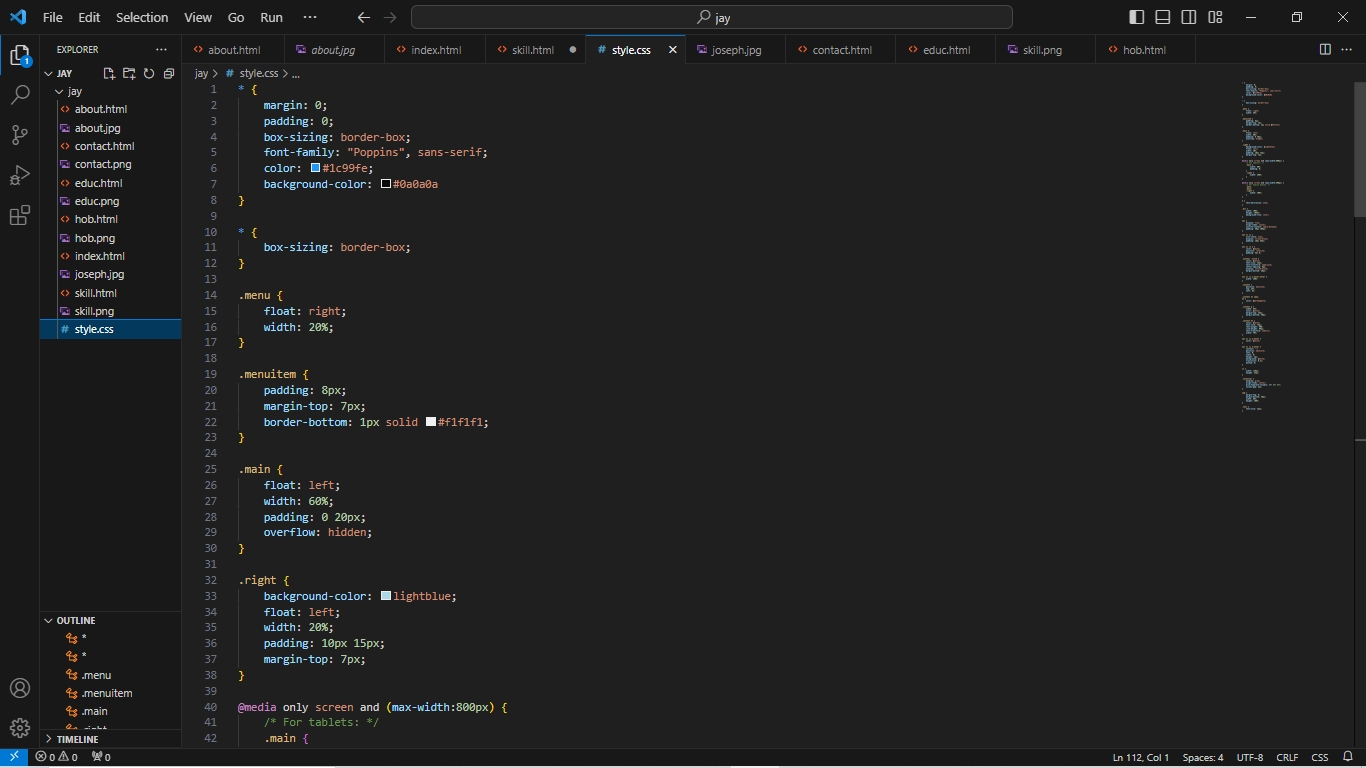 File Edit Selection View Go Run ··· jay
EXPLORER ···
about.html about.jpg index.html skill.html style.css joseph.jpg contact.html educ.html skill.png hob.html
JAY
jay > # style.css > ...
jay
about.html
about.jpg
contact.html
contact.png
educ.html
educ.png
hob.html
hob.png
index.html
joseph.jpg
skill.html
skill.png
# style.css
1 * {
2 margin: 0;
3 padding: 0;
4 box-sizing: border-box;
5 font-family: "Poppins", sans-serif;
6 color: #1c99fe;
7 background-color: #0a0a0a
8 }
9
10 * {
11 box-sizing: border-box;
12 }
13
14 .menu {
15 float: right;
16 width: 20%;
17 }
18
19 .menuitem {
20 padding: 8px;
21 margin-top: 7px;
22 border-bottom: 1px solid #f1f1f1;
23 }
24
25 .main {
26 float: left;
27 width: 60%;
28 padding: 0 20px;
29 overflow: hidden;
30 }
31
32 .right {
33 background-color: lightblue;
34 float: left;
35 width: 20%;
36 padding: 10px 15px;
37 margin-top: 7px;
38 }
39
40 @media only screen and (max-width:800px) {
41 /* For tablets: */
42 .main {
OUTLINE
*
*
.menu
.menuitem
.main
.right
TIMELINE
0 0 0 Ln 112, Col 1 Spaces: 4 UTF-8 CRLF CSS